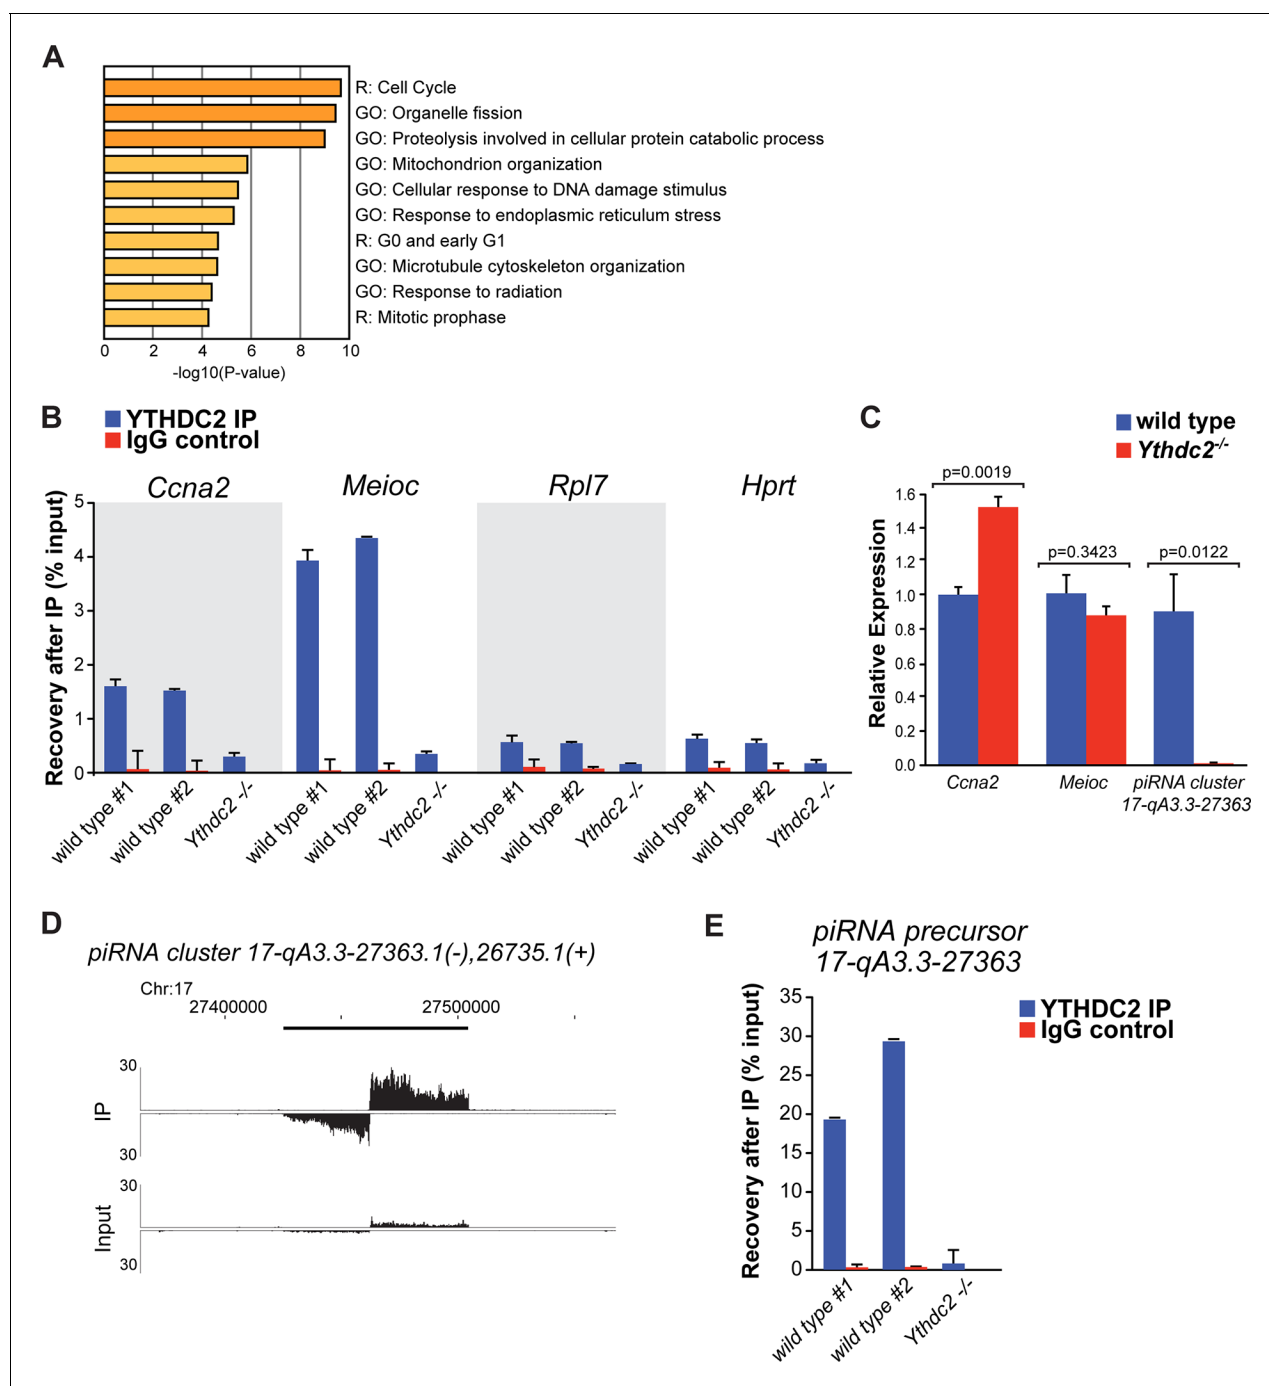 A
R: Cell Cycle
GO: Organelle fission
GO: Proteolysis involved in cellular protein catabolic process
GO: Mitochondrion organization
GO: Cellular response to DNA damage stimulus
GO: Response to endoplasmic reticulum stress
R: G0 and early G1
GO: Microtubule cytoskeleton organization
GO: Response to radiation
R: Mitotic prophase
0 2 4 6 8 10
-log10(P-value)
B
YTHDC2 IP
IgG control
Ccna2 Meioc Rpl7 Hprt
Recovery after IP (% input)
5
4
3
2
1
0
wild type #1 wild type #2 Ythdc2 -/- wild type #1 wild type #2 Ythdc2 -/- wild type #1 wild type #2 Ythdc2 -/- wild type #1 wild type #2 Ythdc2 -/-
C
wild type
Ythdc2-/-
p=0.0019
p=0.3423 p=0.0122
Relative Expression
1.6
1.4
1.2
1.0
0.8
0.6
0.4
0.2
0.0
Ccna2 Meioc piRNA cluster
17-qA3.3-27363
D
piRNA cluster 17-qA3.3-27363.1(-),26735.1(+)
Chr:17
27400000 27500000
30
IP
30
30
Input
30
E
piRNA precursor
17-qA3.3-27363
YTHDC2 IP
IgG control
Recovery after IP (% input)
35
30
25
20
15
10
5
0
wild type #1 wild type #2 Ythdc2 -/-